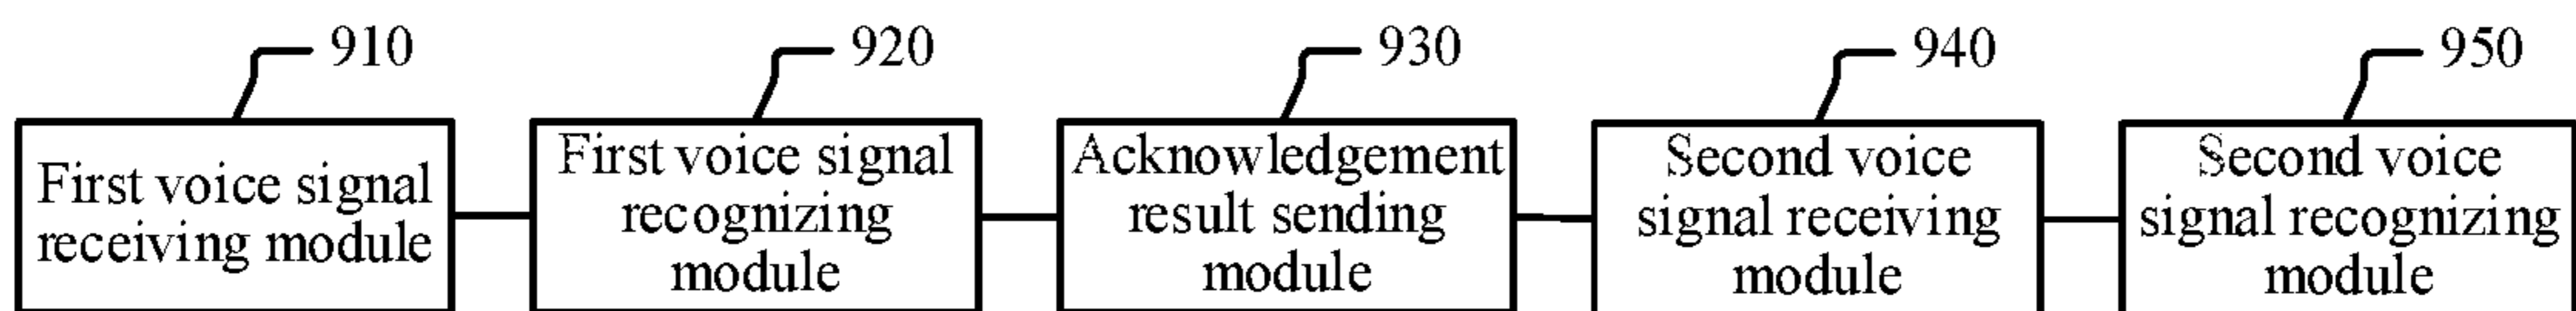 910
920
930
940
950
First voice signal
receiving module
First voice signal
recognizing
module
Acknowledgement
result sending
module
Second voice
signal receiving
module
Second voice
signal recognizing
module